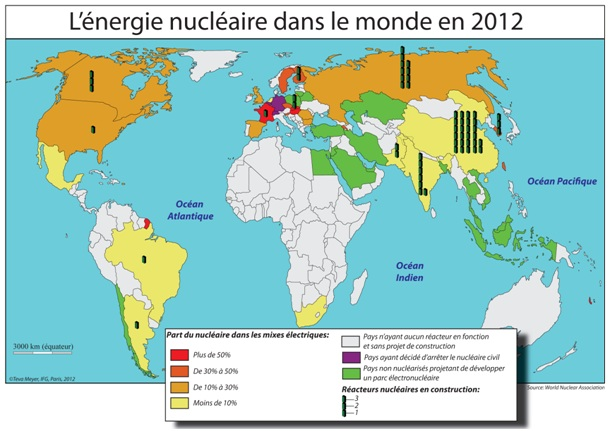 L'énergie nucléaire dans le monde en 2012
Océan
Atlantique
Océan Pacifique
Océan
Indien
3000 km (équateur)
©Teva Meyer, IFG, Paris, 2012
Source: World Nuclear Association
Part du nucléaire dans les mixes électriques:
Plus de 50%
De 30% à 50%
De 10% à 30%
Moins de 10%
Pays n'ayant aucun réacteur en fonction
et sans projet de construction
Pays ayant décidé d'arrêter le nucléaire civil
Pays non nucléarisés projetant de développer
un parc électronucléaire
Réacteurs nucléaires en construction:
3
2
1